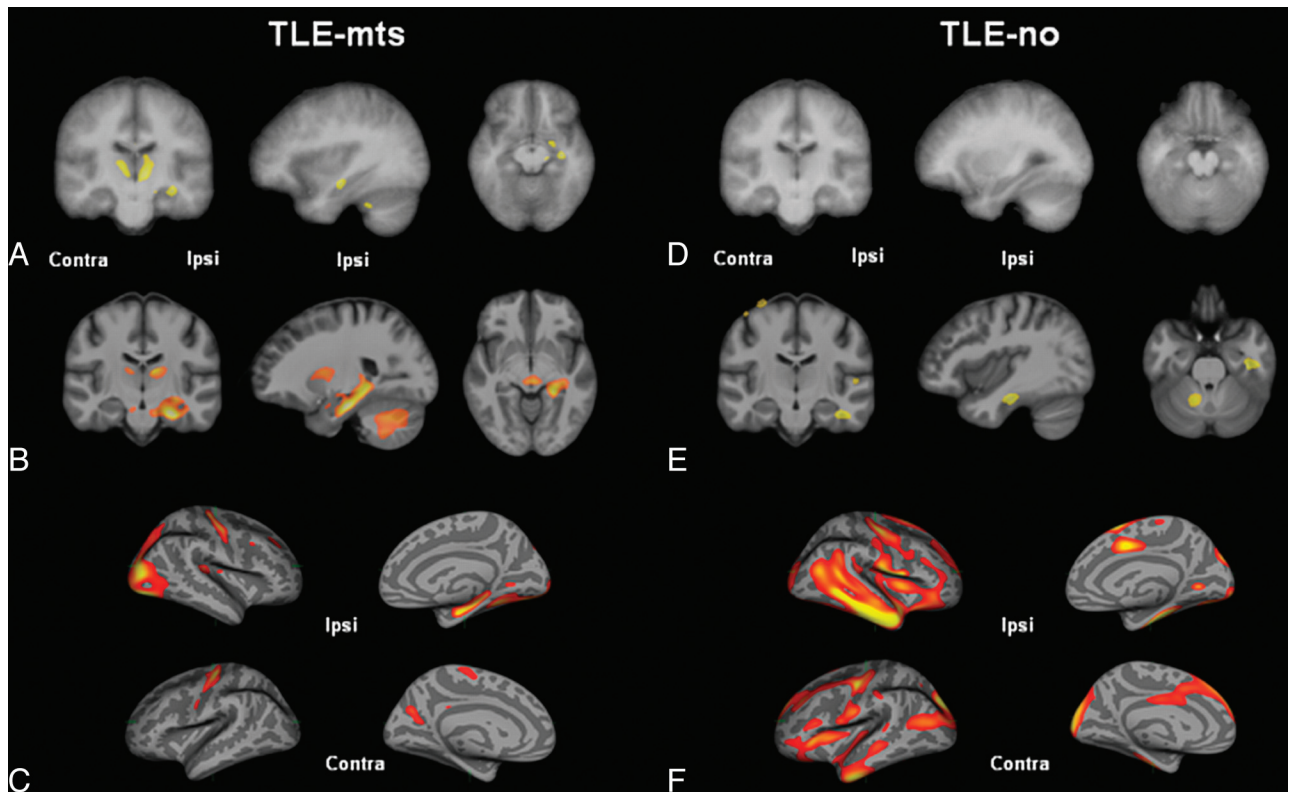 TLE-mts TLE-no
A Contra Ipsi Ipsi D Contra Ipsi Ipsi
B E
Ipsi Ipsi
C Contra F Contra